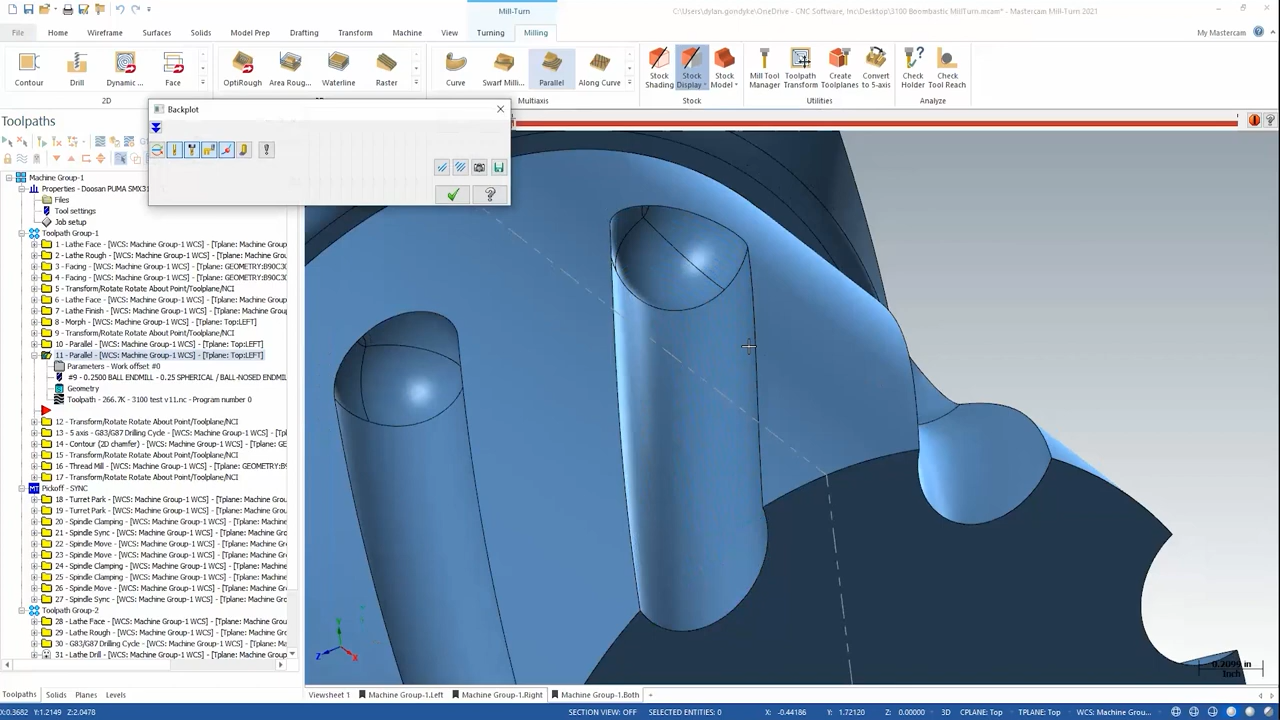 Mill-Turn
C:\Users\dylan.gondyke\OneDrive - CNC Software, Inc\Desktop\3100 Boombastic MillTurn.mcam* - Mastercam Mill-Turn 2021
File Home Wireframe Surfaces Solids Model Prep Drafting Transform Machine View Turning Milling My Mastercam
Contour Drill Dynamic ... Face OptiRough Area Roug... Waterline Raster Curve Swarf Milli... Parallel Along Curve Stock Shading Stock Display Stock Model Mill Tool Manager Toolpath Transform Create Toolplanes Convert to 5-axis Check Holder Check Tool Reach
2D Multiaxis Stock Utilities Analyze
Toolpaths
Backplot
Machine Group-1
Properties - Doosan PUMA SMX31
Files
Tool settings
Job setup
Toolpath Group-1
1 - Lathe Face - [WCS: Machine Group-1 WCS] - [Tplane: Machine
2 - Lathe Rough - [WCS: Machine Group-1 WCS] - [Tplane: Machine
3 - Facing - [WCS: Machine Group-1 WCS] - [Tplane: GEOMETRY:B90C30
4 - Facing - [WCS: Machine Group-1 WCS] - [Tplane: GEOMETRY:B90C30
5 - Transform/Rotate Rotate About Point/Toolplane/NCI
6 - Lathe Face - [WCS: Machine Group-1 WCS] - [Tplane: Machine
7 - Lathe Finish - [WCS: Machine Group-1 WCS] - [Tplane: Machine
8 - Morph - [WCS: Machine Group-1 WCS] - [Tplane: Top:LEFT]
9 - Transform/Rotate Rotate About Point/Toolplane/NCI
10 - Parallel - [WCS: Machine Group-1 WCS] - [Tplane: Top:LEFT]
11 - Parallel - [WCS: Machine Group-1 WCS] - [Tplane: Top:LEFT]
Parameters - Work offset #0
#9 - 0.2500 BALL ENDMILL - 0.25 SPHERICAL / BALL-NOSED ENDMIL
Geometry
Toolpath - 266.7K - 3100 test v11.nc - Program number 0
12 - Transform/Rotate Rotate About Point/Toolplane/NCI
13 - 5 axis - G83/G87 Drilling Cycle - [WCS: Machine Group-1 WCS]
14 - Contour (2D chamfer) - [WCS: Machine Group-1 WCS] - [Tplane:
15 - Transform/Rotate Rotate About Point/Toolplane/NCI
16 - Thread Mill - [WCS: Machine Group-1 WCS] - [Tplane: GEOMETRY:B9
17 - Transform/Rotate Rotate About Point/Toolplane/NCI
Pickoff - SYNC
18 - Turret Park - [WCS: Machine Group-1 WCS] - [Tplane: Machine
19 - Turret Park - [WCS: Machine Group-1 WCS] - [Tplane: Machine
20 - Spindle Clamping - [WCS: Machine Group-1 WCS] - [Tplane:
21 - Spindle Sync - [WCS: Machine Group-1 WCS] - [Tplane: Machine
22 - Spindle Move - [WCS: Machine Group-1 WCS] - [Tplane: Machine
23 - Spindle Move - [WCS: Machine Group-1 WCS] - [Tplane: Machine
24 - Spindle Clamping - [WCS: Machine Group-1 WCS] - [Tplane:
25 - Spindle Clamping - [WCS: Machine Group-1 WCS] - [Tplane:
26 - Spindle Move - [WCS: Machine Group-1 WCS] - [Tplane: Machine
27 - Spindle Sync - [WCS: Machine Group-1 WCS] - [Tplane: Machine
Toolpath Group-2
28 - Lathe Face - [WCS: Machine Group-1 WCS] - [Tplane: Machine
29 - Lathe Rough - [WCS: Machine Group-1 WCS] - [Tplane: Machine
30 - G83/G87 Drilling Cycle - [WCS: Machine Group-1 WCS] - [Tplane:
31 - Lathe Drill - [WCS: Machine Group-1 WCS] - [Tplane: Machine
Y
Z
X
0.2099 in
Inch
Toolpaths Solids Planes Levels Viewsheet 1 Machine Group-1.Left Machine Group-1.Right Machine Group-1.Both +
X:0.3682 Y:1.2149 Z:2.0478 SECTION VIEW: OFF SELECTED ENTITIES: 0 X: -0.44186 Y: 1.72120 Z: 0.00000 3D CPLANE: Top TPLANE: Top WCS: Machine Grou...